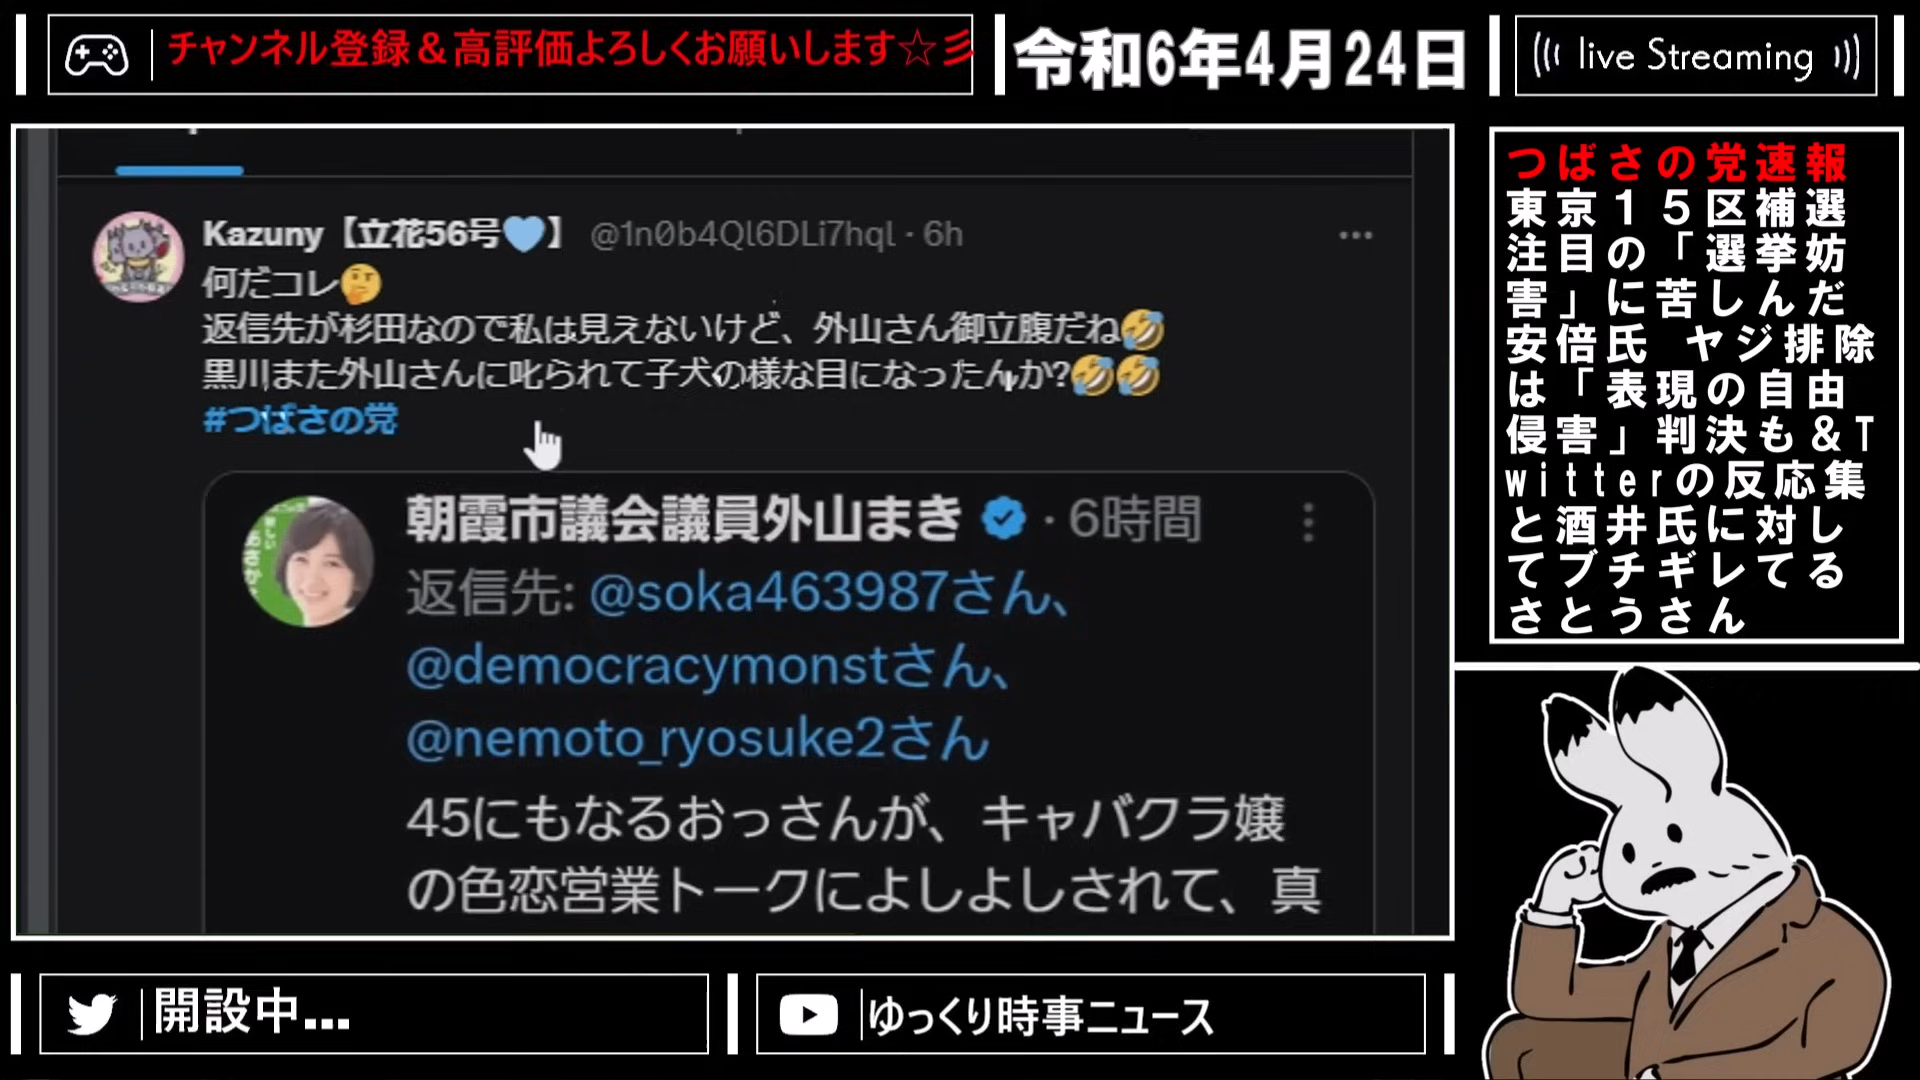 チャンネル登録＆高評価よろしくお願いします☆彡
令和6年4月24日
live Streaming
Kazuny【立花56号💙】 @1n0b4Ql6DLi7hql · 6h
何だコレ🤔
返信先が杉田なので私は見えないけど、外山さん御立腹だね🤣
黒川また外山さんに叱られて子犬の様な目になったんか?🤣🤣
#つばさの党
朝霞市議会議員外山まき · 6時間
返信先: @soka463987さん、
@democracymonstさん、
@nemoto_ryosuke2さん
45にもなるおっさんが、キャバクラ嬢
の色恋営業トークによしよしされて、真
つばさの党速報
東京１５区補選
注目の「選挙妨
害」に苦しんだ
安倍氏 ヤジ排除
は「表現の自由
侵害」判決も＆T
witterの反応集
と酒井氏に対し
てブチギレてる
さとうさん
開設中...
ゆっくり時事ニュース